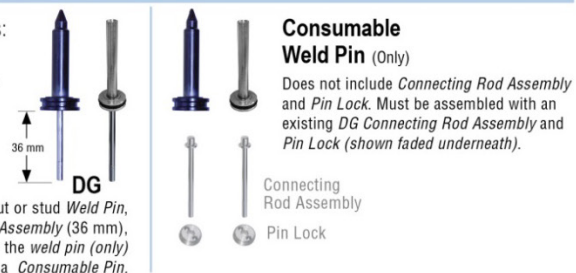 s:
36 mm
DG
ut or stud Weld Pin,
Assembly (36 mm),
the weld pin (only)
a Consumable Pin.
Consumable
Weld Pin (Only)
Does not include Connecting Rod Assembly
and Pin Lock. Must be assembled with an
existing DG Connecting Rod Assembly and
Pin Lock (shown faded underneath).
Connecting
Rod Assembly
Pin Lock